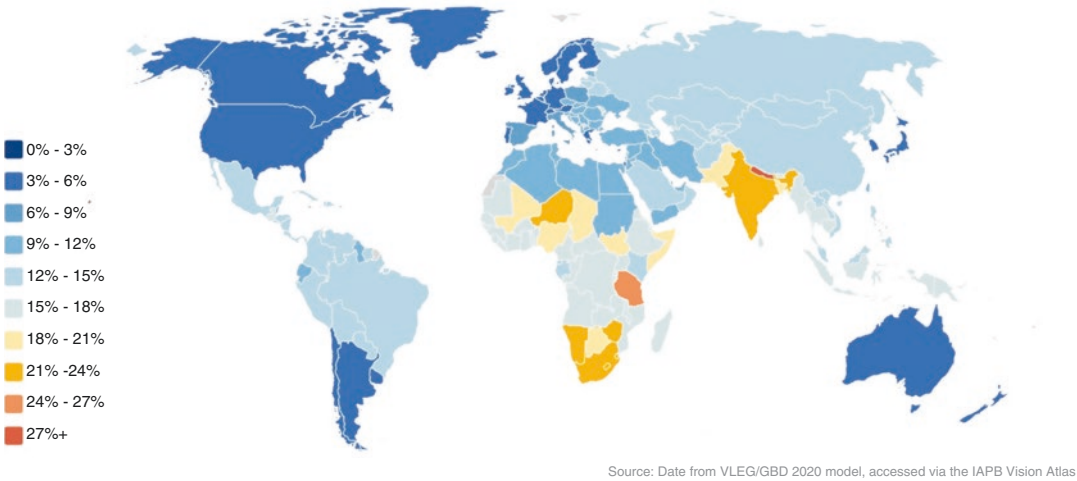 0% - 3%
3% - 6%
6% - 9%
9% - 12%
12% - 15%
15% - 18%
18% - 21%
21% -24%
24% - 27%
27%+
Source: Date from VLEG/GBD 2020 model, accessed via the IAPB Vision Atlas